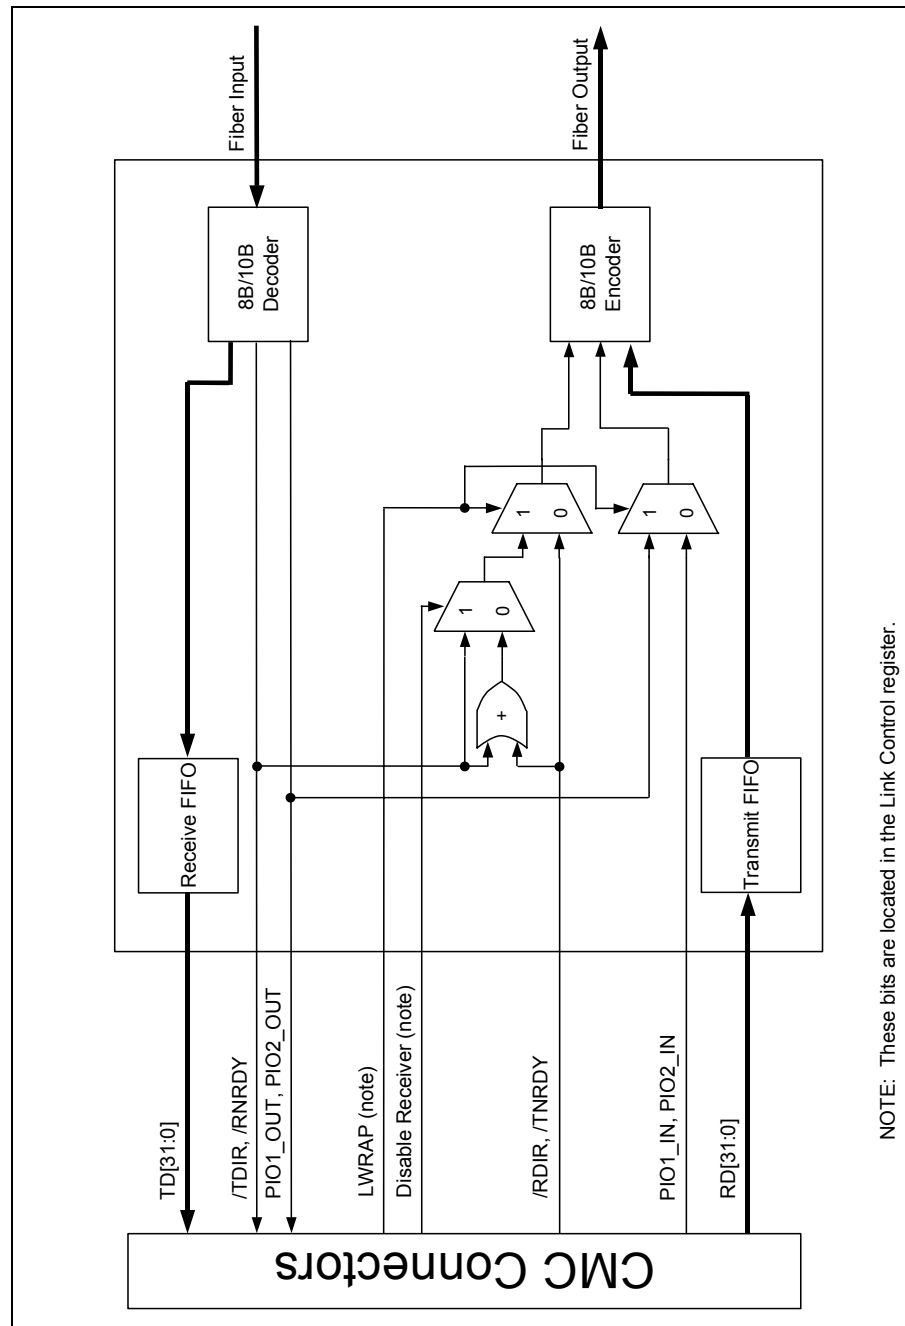 Fiber Input
Fiber Output
8B/10B
Decoder
8B/10B
Encoder
1
0
1
0
1
0
+
Receive FIFO
Transmit FIFO
TD[31:0]
/TDIR, /RNRDY
PIO1_OUT, PIO2_OUT
LWRAP (note)
Disable Receiver (note)
/RDIR, /TNRDY
PIO1_IN, PIO2_IN
RD[31:0]
CMC Connectors
NOTE: These bits are located in the Link Control register.